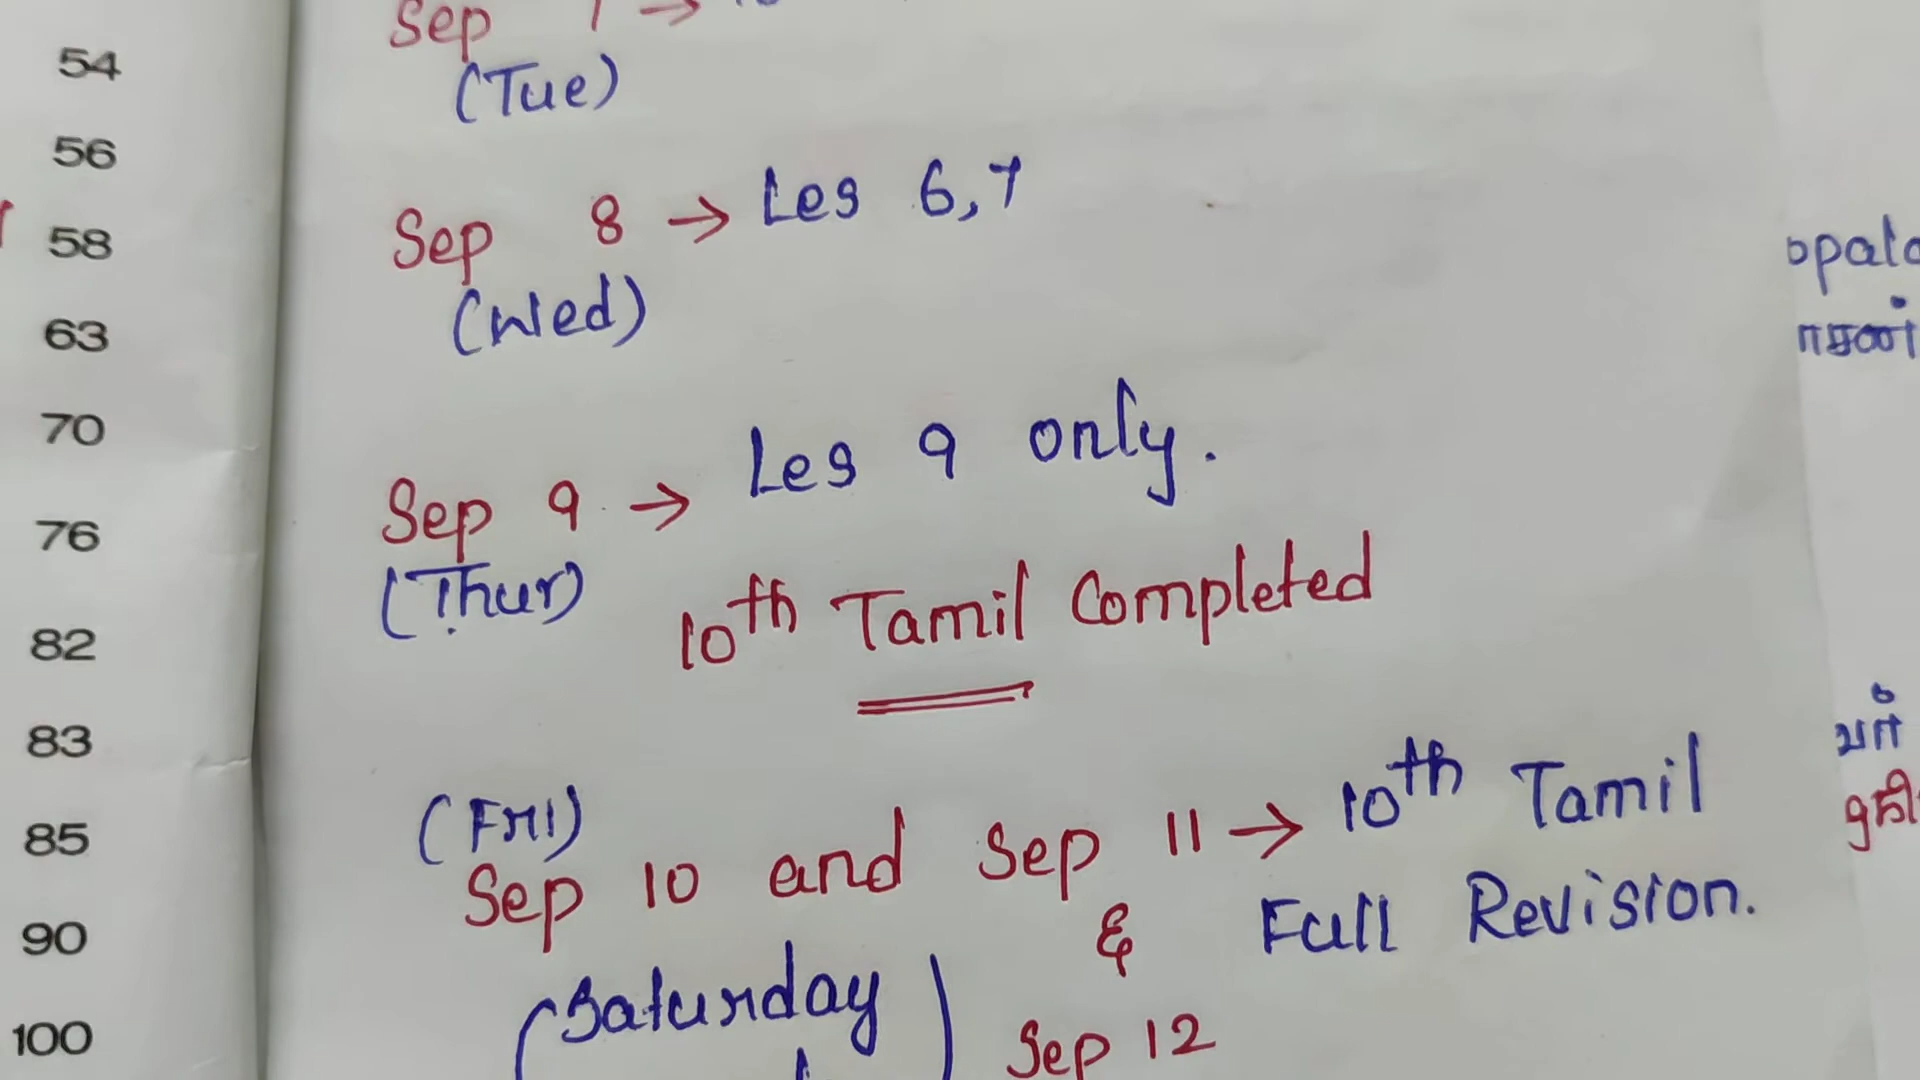 54
56
58
63
70
76
82
83
85
90
100
Sep 7 →
(Tue)
Sep 8 → Les 6,7
(Wed)
Sep 9 → Les 9 only.
(Thur)
10th Tamil Completed
(Fri)
Sep 10 and Sep 11 → 10th Tamil
& Full Revision.
(Saturday
Sep 12